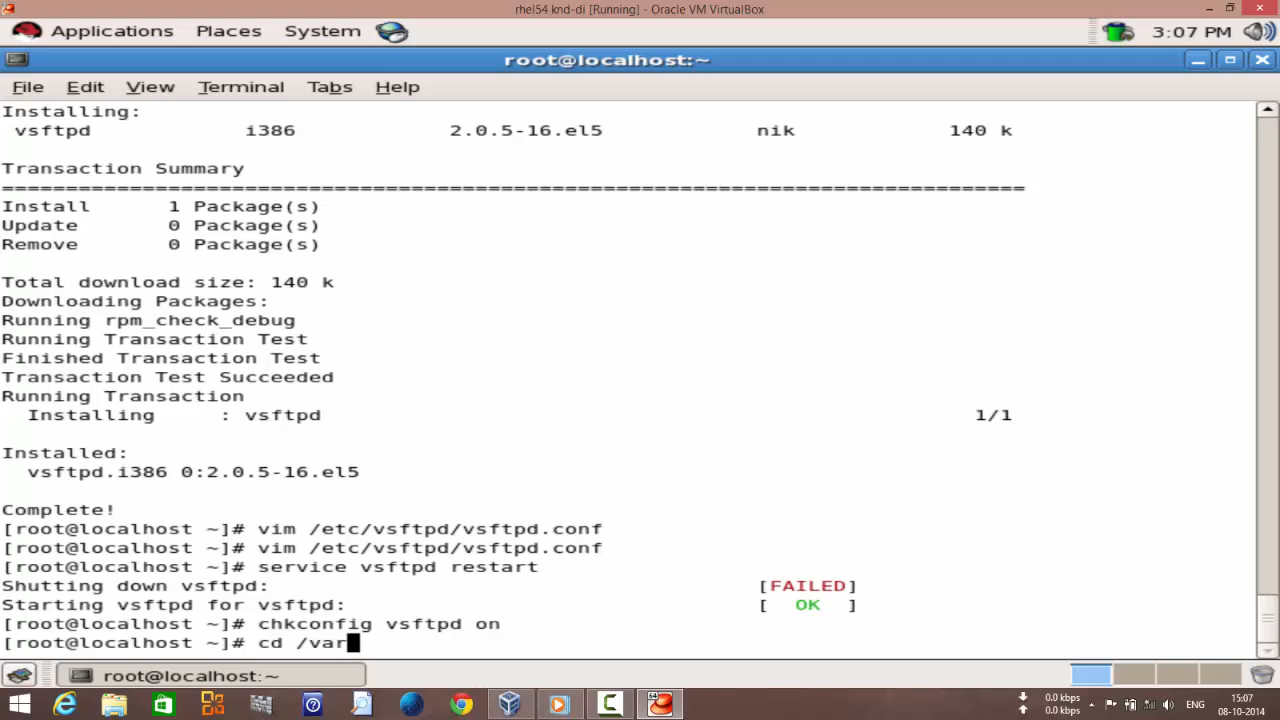 rhel54 knd-di [Running] - Oracle VM VirtualBox
Applications Places System 3:07 PM
root@localhost:~
File Edit View Terminal Tabs Help
Installing:
vsftpd i386 2.0.5-16.el5 nik 140 k
Transaction Summary
================================================================================
Install 1 Package(s)
Update 0 Package(s)
Remove 0 Package(s)
Total download size: 140 k
Downloading Packages:
Running rpm_check_debug
Running Transaction Test
Finished Transaction Test
Transaction Test Succeeded
Running Transaction
Installing : vsftpd 1/1
Installed:
vsftpd.i386 0:2.0.5-16.el5
Complete!
[root@localhost ~]# vim /etc/vsftpd/vsftpd.conf
[root@localhost ~]# vim /etc/vsftpd/vsftpd.conf
[root@localhost ~]# service vsftpd restart
Shutting down vsftpd: [FAILED]
Starting vsftpd for vsftpd: [ OK ]
[root@localhost ~]# chkconfig vsftpd on
[root@localhost ~]# cd /var
root@localhost:~
0.0 kbps
0.0 kbps
ENG
15:07
08-10-2014